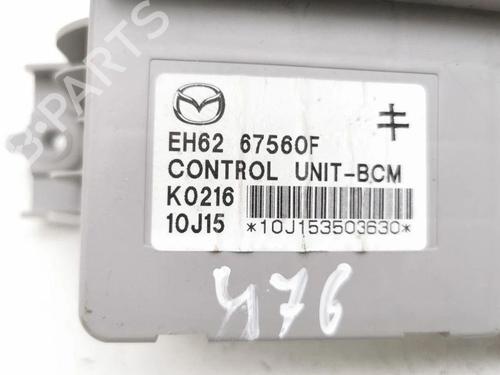 B-PARTS
EH62 67560F
CONTROL UNIT-BCM
K0216
10J15 *10J153503630*
476